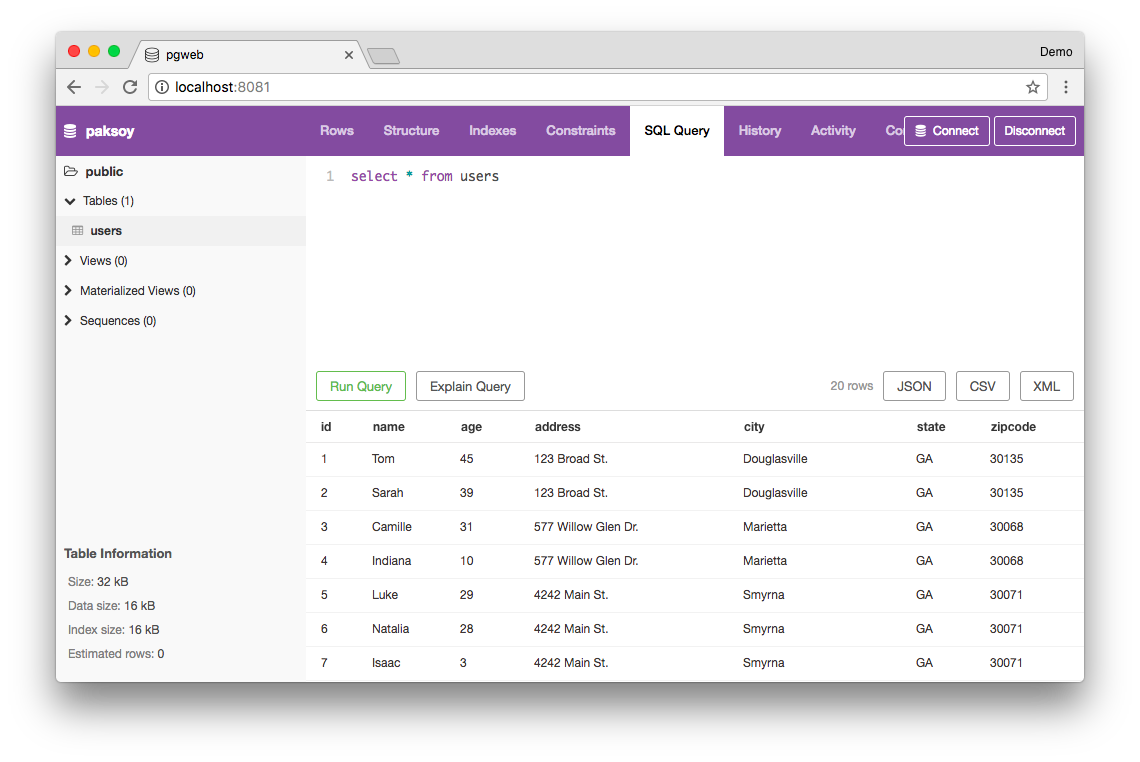 pgweb
Demo
localhost:8081
paksoy Rows Structure Indexes Constraints SQL Query History Activity Co Connect Disconnect
public
Tables (1)
users
Views (0)
Materialized Views (0)
Sequences (0)
Table Information
Size: 32 kB
Data size: 16 kB
Index size: 16 kB
Estimated rows: 0
1 select * from users
Run Query Explain Query 20 rows JSON CSV XML
id name age address city state zipcode
1 Tom 45 123 Broad St. Douglasville GA 30135
2 Sarah 39 123 Broad St. Douglasville GA 30135
3 Camille 31 577 Willow Glen Dr. Marietta GA 30068
4 Indiana 10 577 Willow Glen Dr. Marietta GA 30068
5 Luke 29 4242 Main St. Smyrna GA 30071
6 Natalia 28 4242 Main St. Smyrna GA 30071
7 Isaac 3 4242 Main St. Smyrna GA 30071